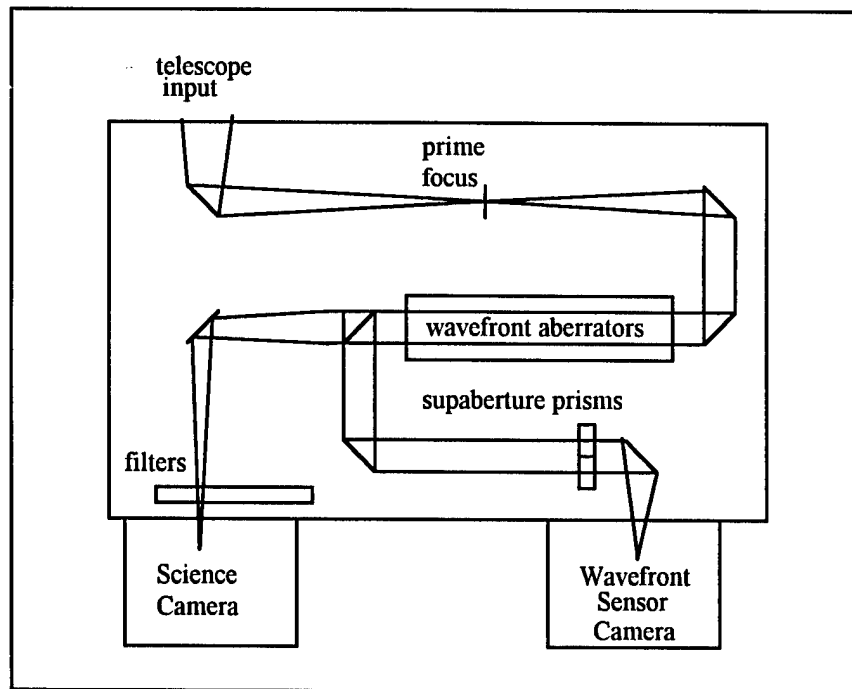 telescope
input
prime
focus
wavefront aberrators
supaberture prisms
filters
Science
Camera
Wavefront
Sensor
Camera